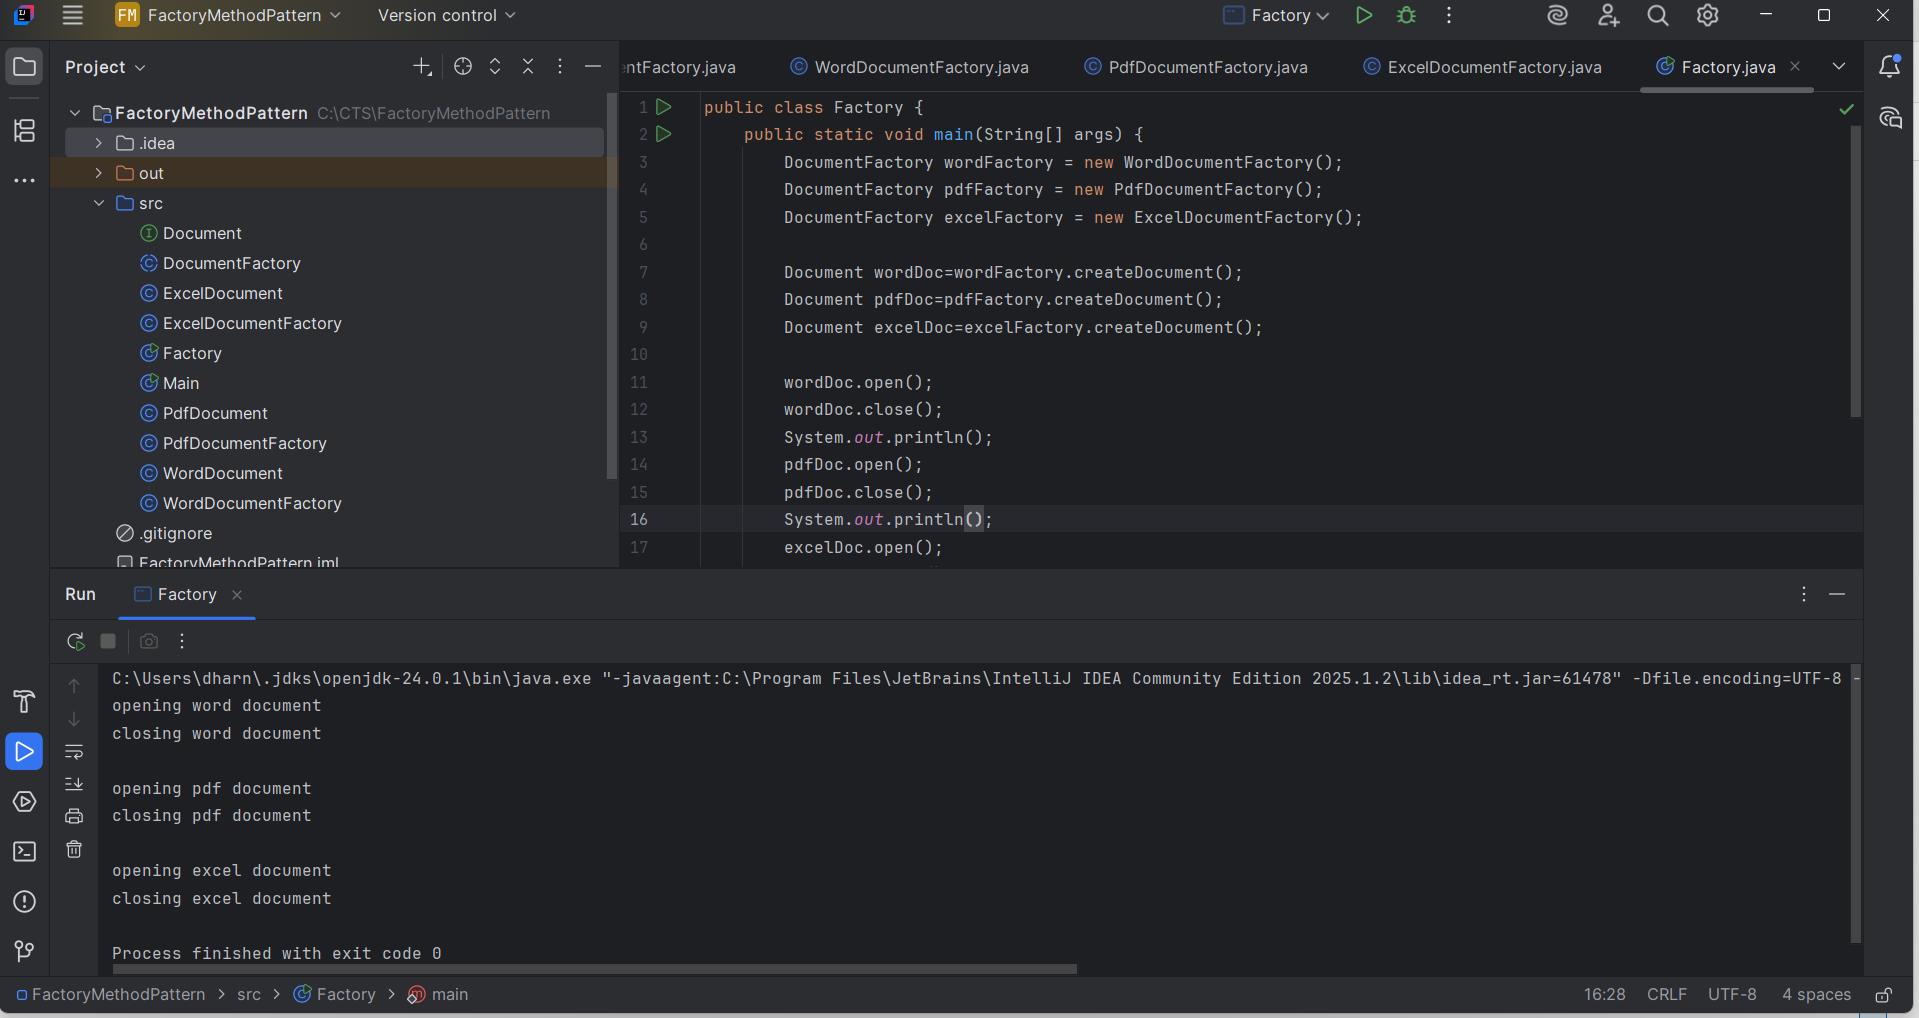 FM FactoryMethodPattern Version control Factory
Project
FactoryMethodPattern C:\CTS\FactoryMethodPattern
.idea
out
src
Document
DocumentFactory
ExcelDocument
ExcelDocumentFactory
Factory
Main
PdfDocument
PdfDocumentFactory
WordDocument
WordDocumentFactory
.gitignore
FactoryMethodPattern.iml
ntFactory.java WordDocumentFactory.java PdfDocumentFactory.java ExcelDocumentFactory.java Factory.java
1 public class Factory {
2 public static void main(String[] args) {
3 DocumentFactory wordFactory = new WordDocumentFactory();
4 DocumentFactory pdfFactory = new PdfDocumentFactory();
5 DocumentFactory excelFactory = new ExcelDocumentFactory();
6
7 Document wordDoc=wordFactory.createDocument();
8 Document pdfDoc=pdfFactory.createDocument();
9 Document excelDoc=excelFactory.createDocument();
10
11 wordDoc.open();
12 wordDoc.close();
13 System.out.println();
14 pdfDoc.open();
15 pdfDoc.close();
16 System.out.println();
17 excelDoc.open();
Run Factory
C:\Users\dharn\.jdks\openjdk-24.0.1\bin\java.exe "-javaagent:C:\Program Files\JetBrains\IntelliJ IDEA Community Edition 2025.1.2\lib\idea_rt.jar=61478" -Dfile.encoding=UTF-8 -
opening word document
closing word document
opening pdf document
closing pdf document
opening excel document
closing excel document
Process finished with exit code 0
FactoryMethodPattern > src > Factory > main 16:28 CRLF UTF-8 4 spaces